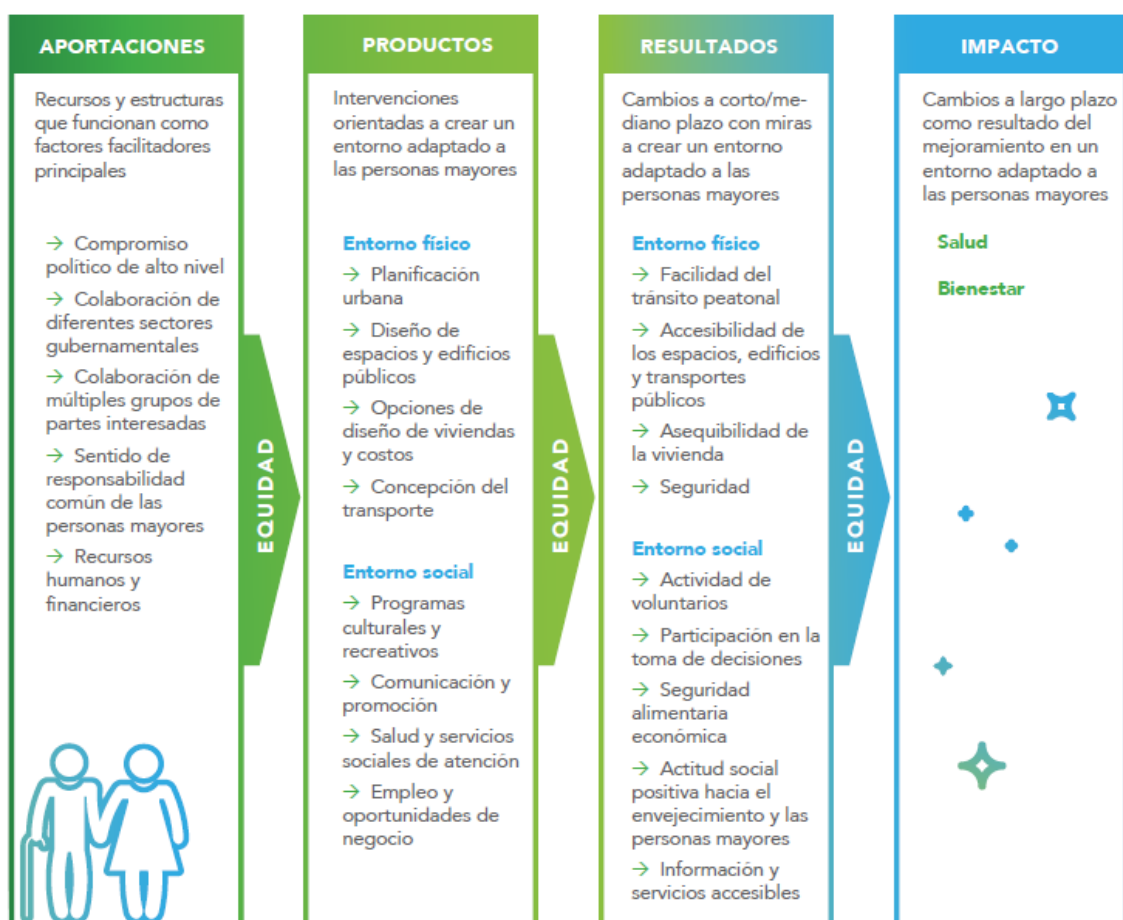 APORTACIONES
Recursos y estructuras
que funcionan como
factores facilitadores
principales
→ Compromiso
político de alto nivel
→ Colaboración de
diferentes sectores
gubernamentales
→ Colaboración de
múltiples grupos de
partes interesadas
→ Sentido de
responsabilidad
común de las
personas mayores
→ Recursos
humanos y
financieros
EQUIDAD
PRODUCTOS
Intervenciones
orientadas a crear un
entorno adaptado a
las personas mayores
Entorno físico
→ Planificación
urbana
→ Diseño de
espacios y edificios
públicos
→ Opciones de
diseño de viviendas
y costos
→ Concepción del
transporte
Entorno social
→ Programas
culturales y
recreativos
→ Comunicación y
promoción
→ Salud y servicios
sociales de atención
→ Empleo y
oportunidades de
negocio
EQUIDAD
RESULTADOS
Cambios a corto/me-
diano plazo con miras
a crear un entorno
adaptado a las
personas mayores
Entorno físico
→ Facilidad del
tránsito peatonal
→ Accesibilidad de
los espacios, edificios
y transportes
públicos
→ Asequibilidad de
la vivienda
→ Seguridad
Entorno social
→ Actividad de
voluntarios
→ Participación en la
toma de decisiones
→ Seguridad
alimentaria
económica
→ Actitud social
positiva hacia el
envejecimiento y las
personas mayores
→ Información y
servicios accesibles
EQUIDAD
IMPACTO
Cambios a largo plazo
como resultado del
mejoramiento en un
entorno adaptado a
las personas mayores
Salud
Bienestar